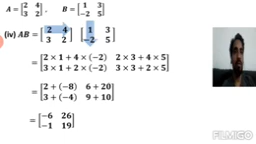 A = [2 4 3 2], B = [1 3 -2 5]
(iv) AB = [2 4 3 2] [1 3 -2 5]
= [2 × 1 + 4 × (-2) 2 × 3 + 4 × 5 3 × 1 + 2 × (-2) 3 × 3 + 2 × 5]
= [2 + (-8) 6 + 20 3 + (-4) 9 + 10]
= [-6 26 -1 19]
FILMIGO